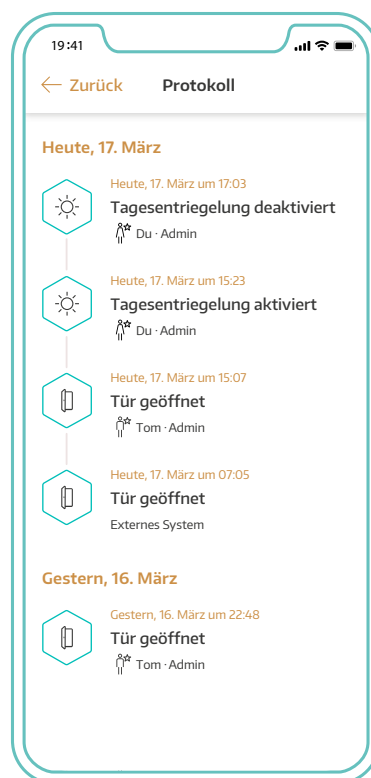 19:41
Zurück Protokoll
Heute, 17. März
Heute, 17. März um 17:03
Tagesentriegelung deaktiviert
Du · Admin
Heute, 17. März um 15:23
Tagesentriegelung aktiviert
Du · Admin
Heute, 17. März um 15:07
Tür geöffnet
Tom · Admin
Heute, 17. März um 07:05
Tür geöffnet
Externes System
Gestern, 16. März
Gestern, 16. März um 22:48
Tür geöffnet
Tom · Admin